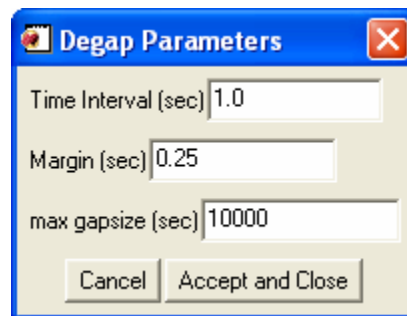 Degap Parameters
Time Interval (sec) 1.0
Margin (sec) 0.25
max gapsize (sec) 10000
Cancel Accept and Close